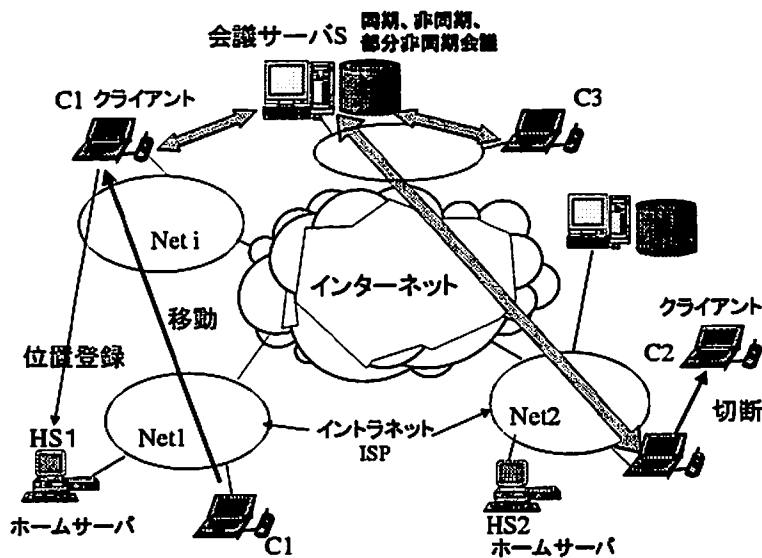 同期、非同期、
部分非同期会議
会議サーバS
C1 クライアント
C3
Net i
インターネット
移動
クライアント
C2
位置登録
切断
HS1
Net1
イントラネット
ISP
Net2
ホームサーバ
C1
HS2
ホームサーバ